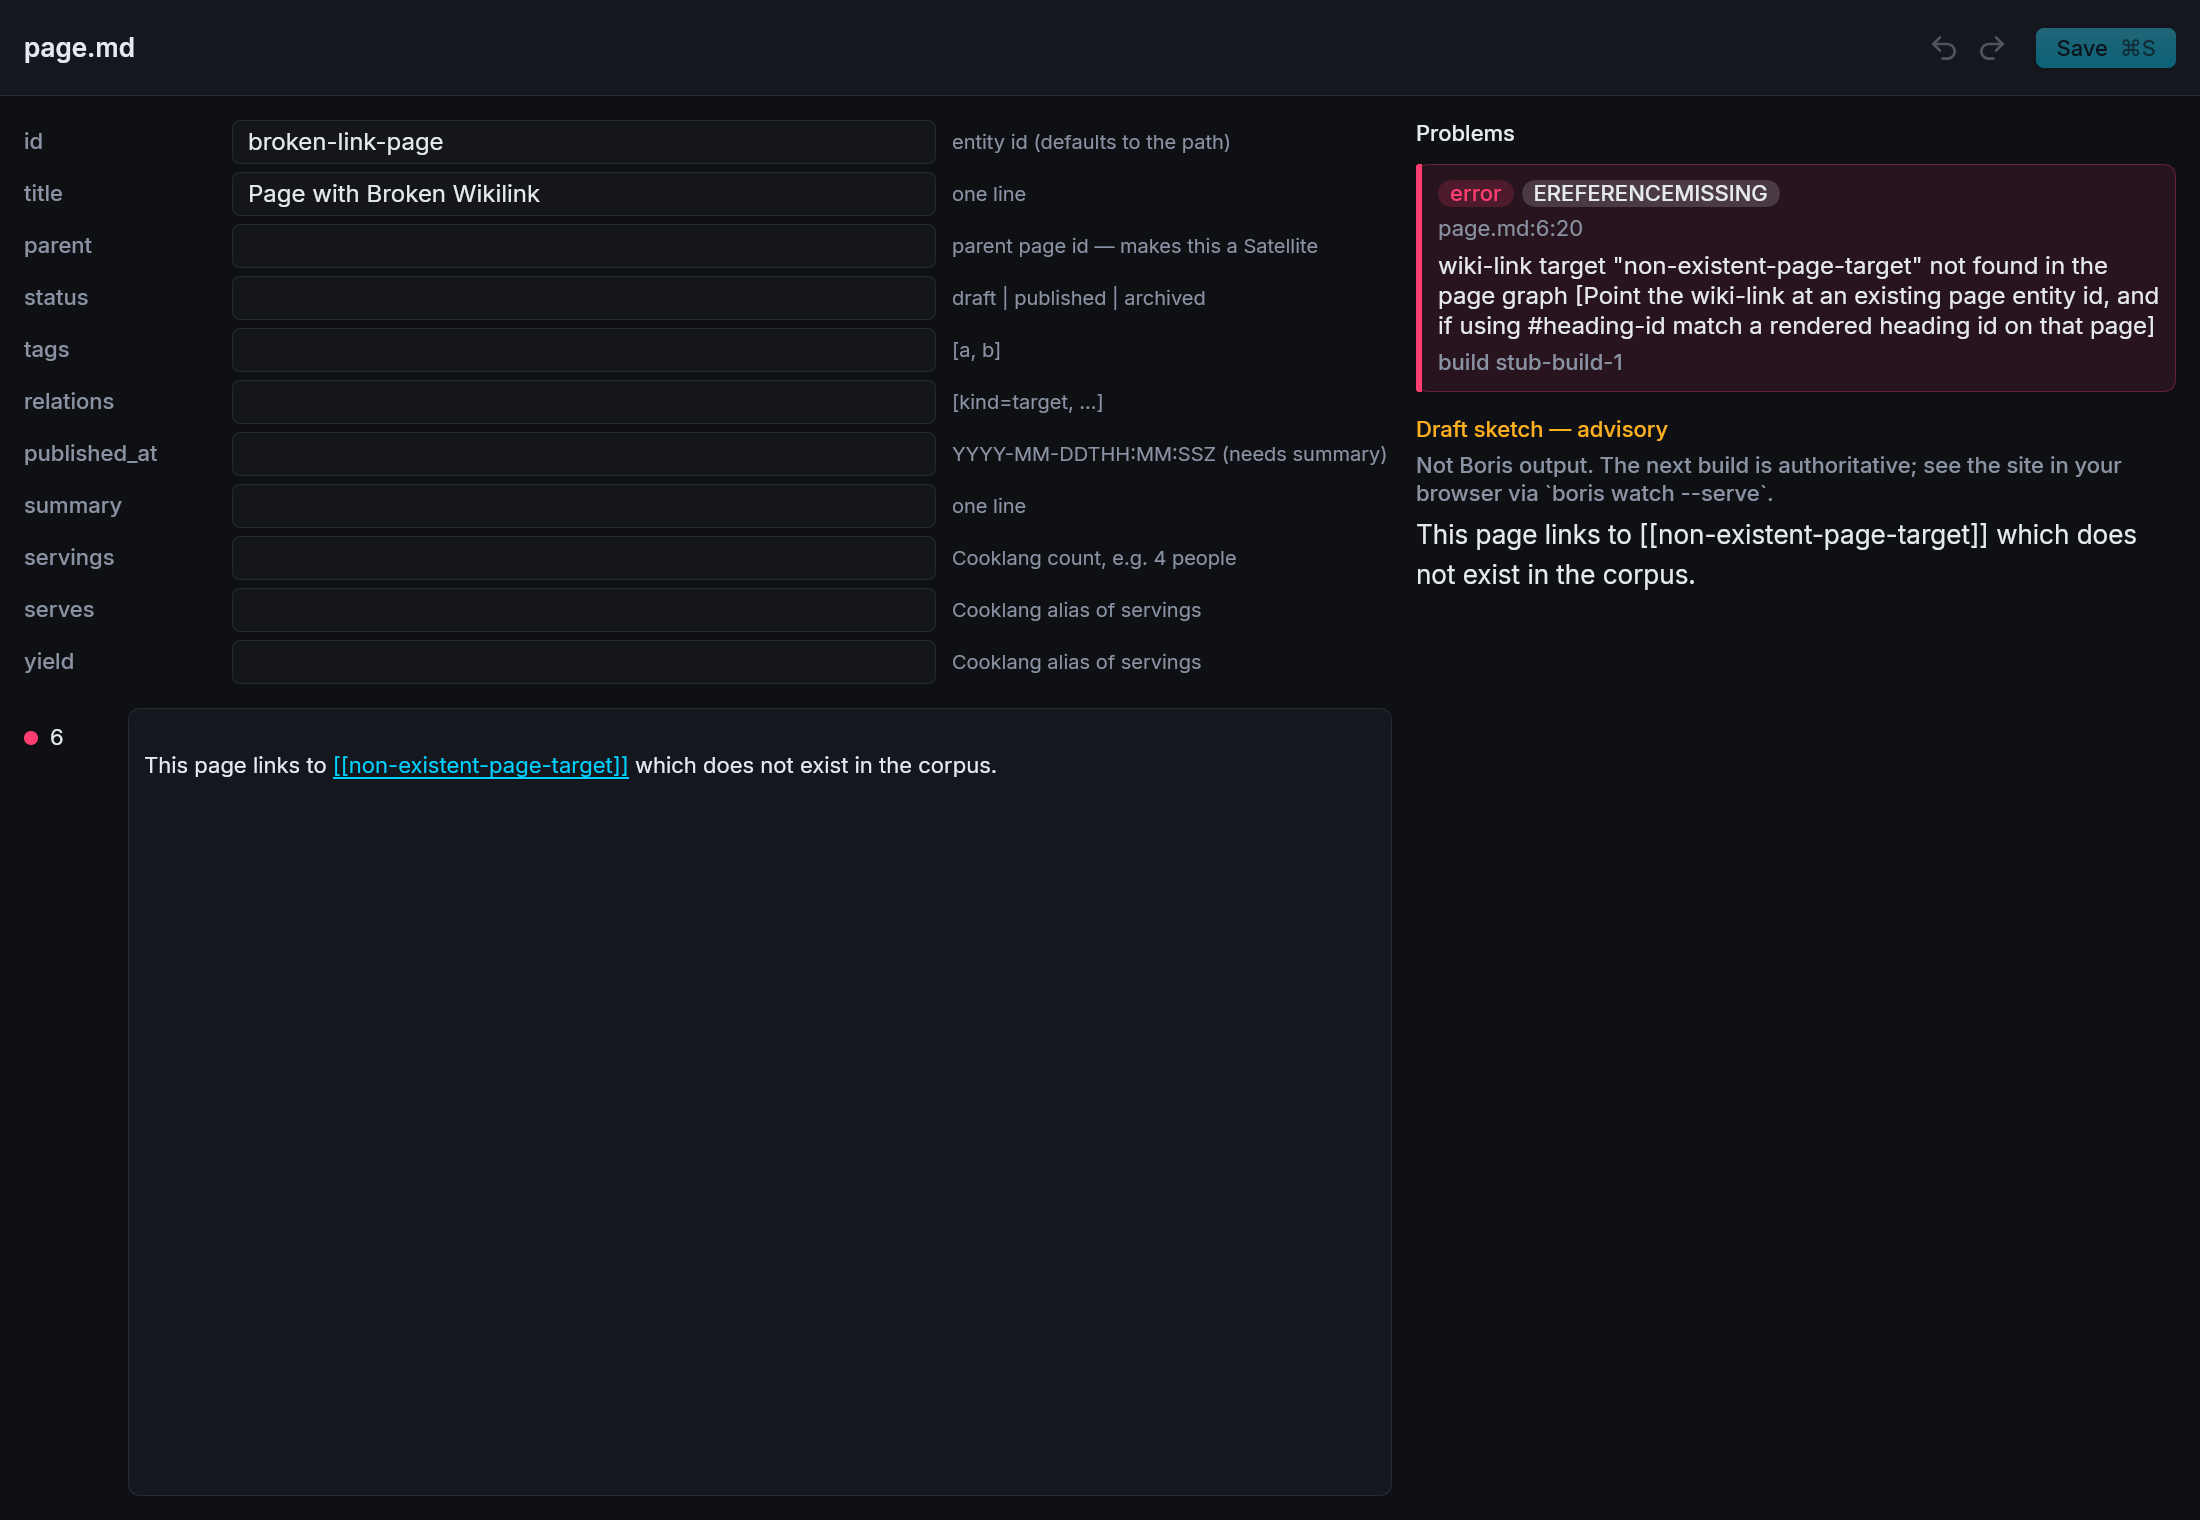 page.md
Save ⌘S
id
broken-link-page
entity id (defaults to the path)
title
Page with Broken Wikilink
one line
parent
parent page id — makes this a Satellite
status
draft | published | archived
tags
[a, b]
relations
[kind=target, ...]
published_at
YYYY-MM-DDTHH:MM:SSZ (needs summary)
summary
one line
servings
Cooklang count, e.g. 4 people
serves
Cooklang alias of servings
yield
Cooklang alias of servings
6
This page links to [[non-existent-page-target]] which does not exist in the corpus.
Problems
error EREFERENCEMISSING
page.md:6:20
wiki-link target "non-existent-page-target" not found in the
page graph [Point the wiki-link at an existing page entity id, and
if using #heading-id match a rendered heading id on that page]
build stub-build-1
Draft sketch — advisory
Not Boris output. The next build is authoritative; see the site in your
browser via `boris watch --serve`.
This page links to [[non-existent-page-target]] which does
not exist in the corpus.